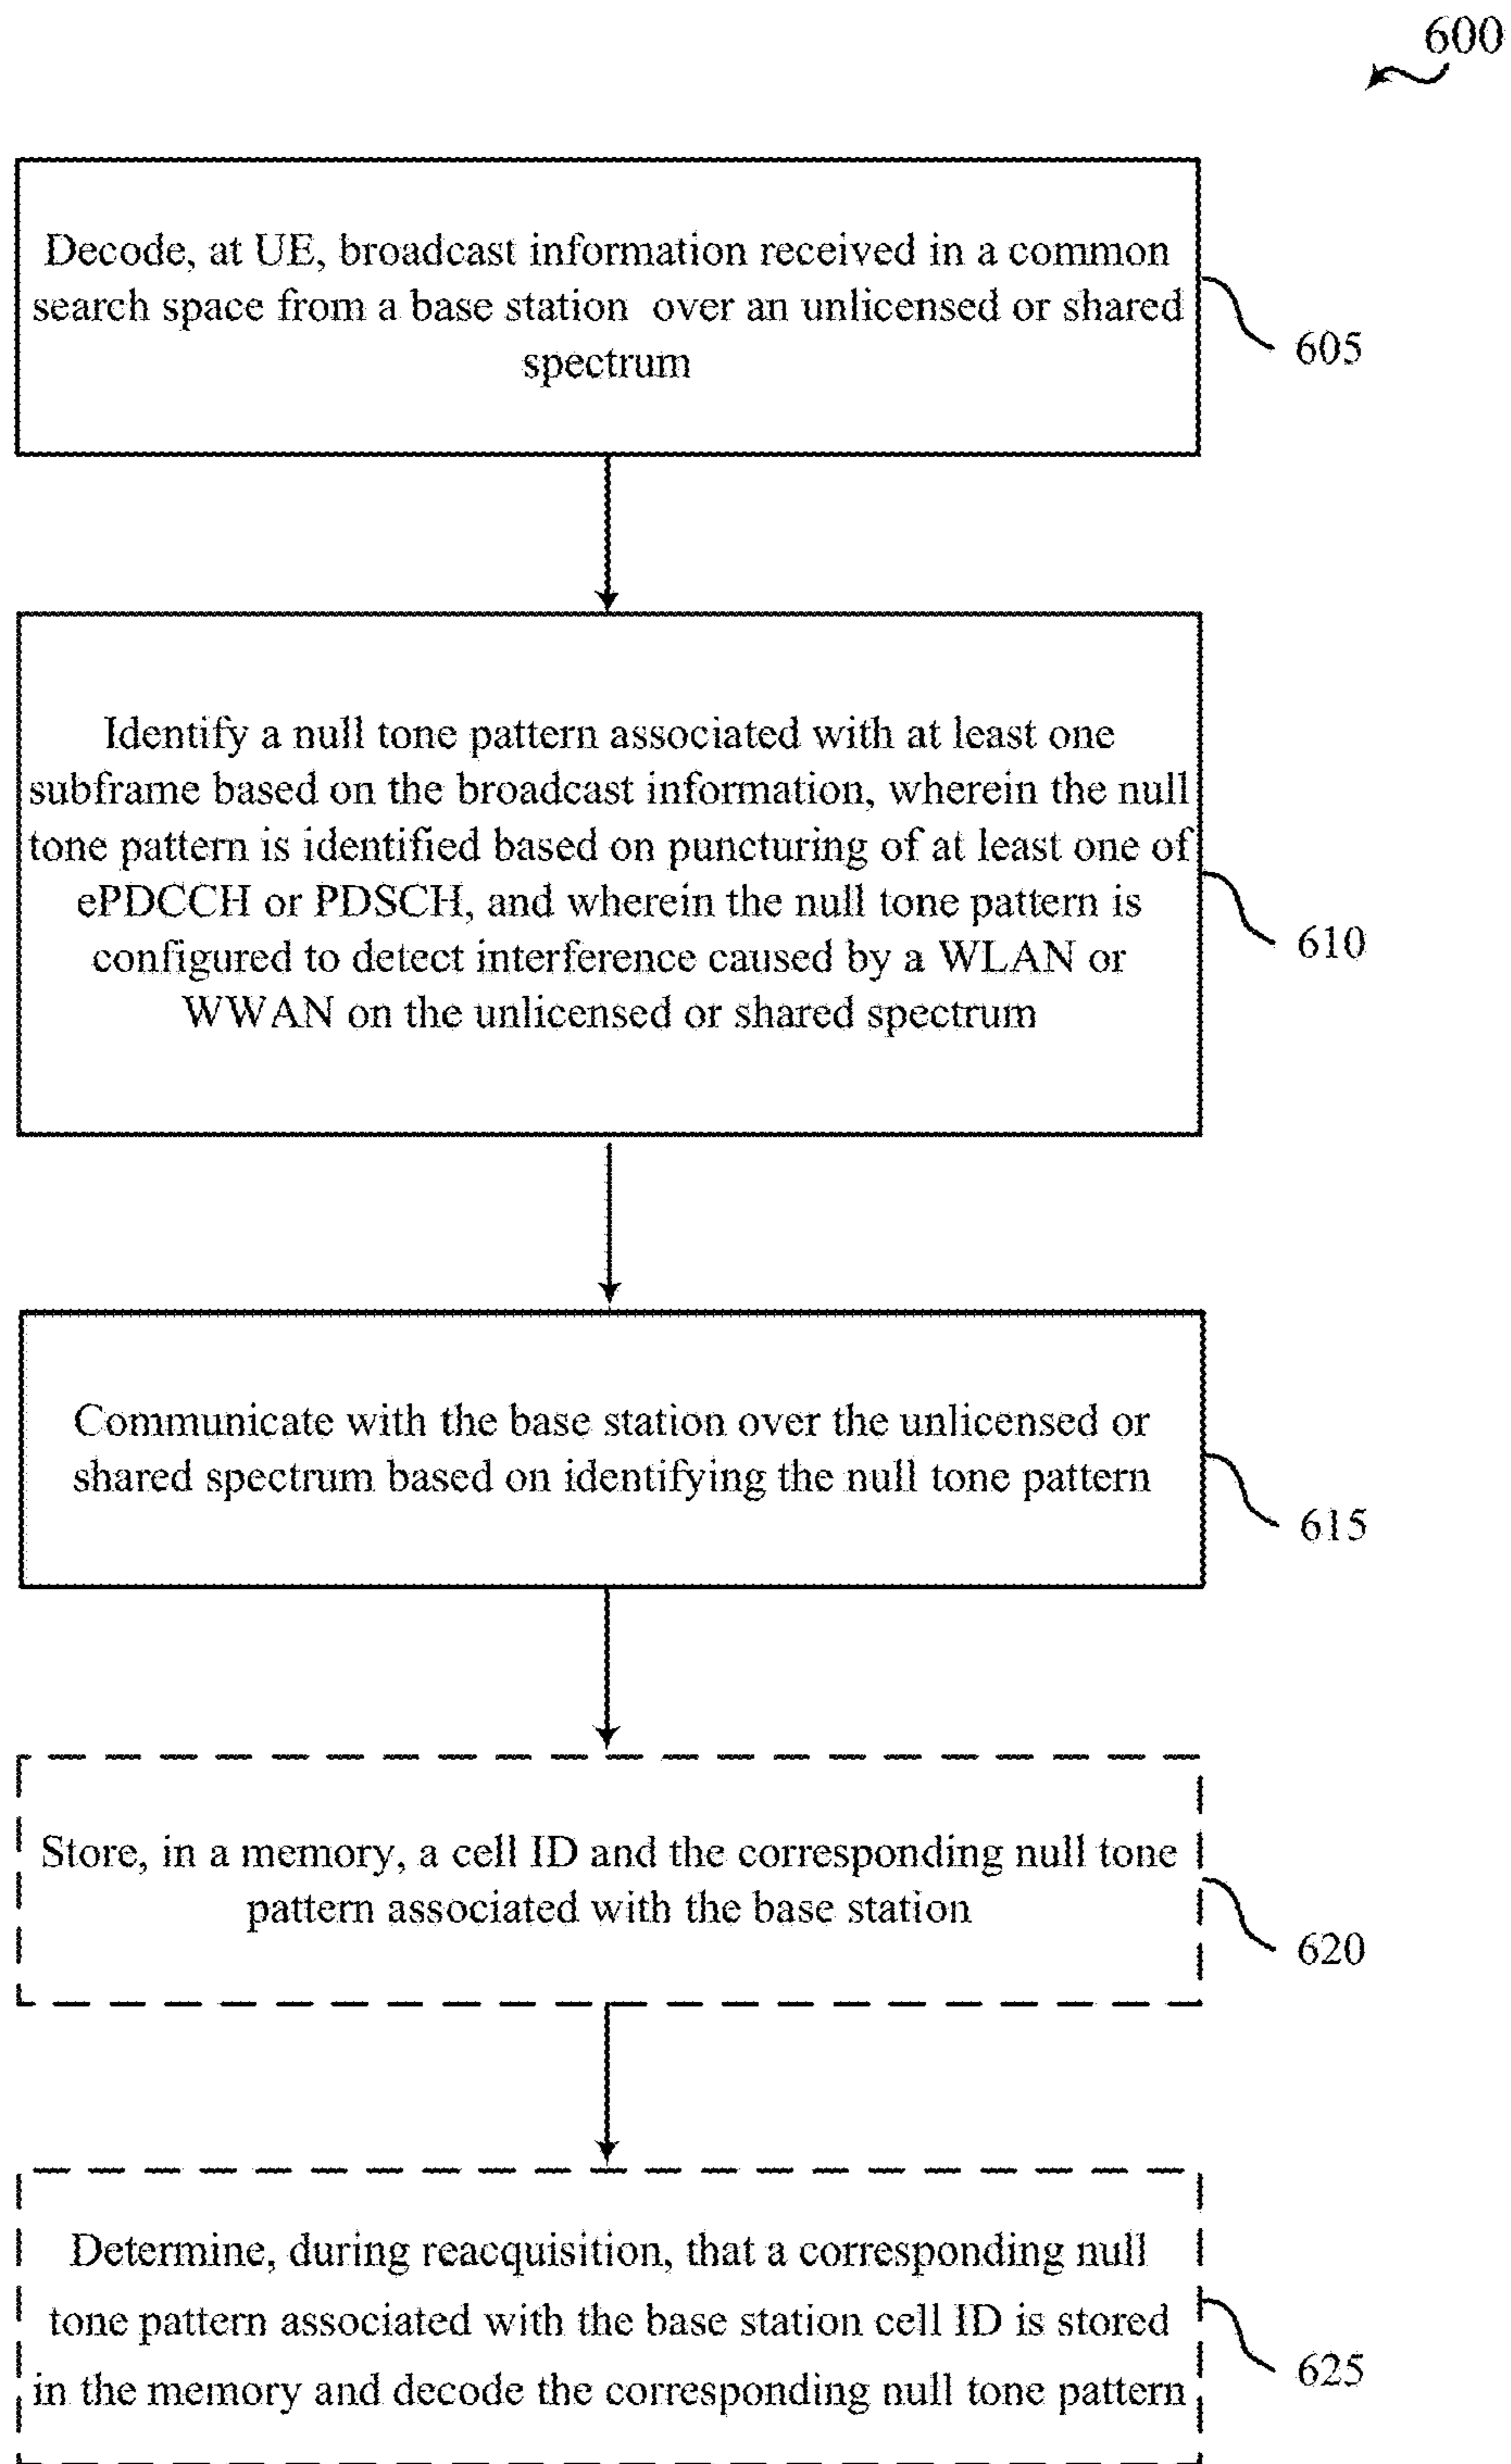 600
Decode, at UE, broadcast information received in a common
search space from a base station over an unlicensed or shared
spectrum
605
Identify a null tone pattern associated with at least one
subframe based on the broadcast information, wherein the null
tone pattern is identified based on puncturing of at least one of
ePDCCH or PDSCH, and wherein the null tone pattern is
configured to detect interference caused by a WLAN or
WWAN on the unlicensed or shared spectrum
610
Communicate with the base station over the unlicensed or
shared spectrum based on identifying the null tone pattern
615
Store, in a memory, a cell ID and the corresponding null tone
pattern associated with the base station
620
Determine, during reacquisition, that a corresponding null
tone pattern associated with the base station cell ID is stored
in the memory and decode the corresponding null tone pattern
625